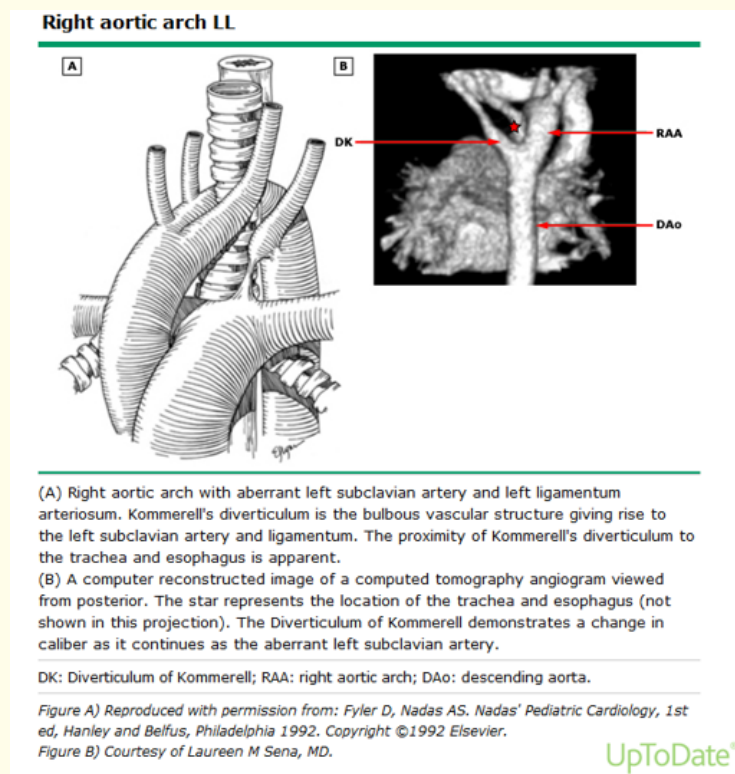 Right aortic arch LL
A
B
DK
RAA
DAo
(A) Right aortic arch with aberrant left subclavian artery and left ligamentum
arteriosum. Kommerell's diverticulum is the bulbous vascular structure giving rise to
the left subclavian artery and ligamentum. The proximity of Kommerell's diverticulum to
the trachea and esophagus is apparent.
(B) A computer reconstructed image of a computed tomography angiogram viewed
from posterior. The star represents the location of the trachea and esophagus (not
shown in this projection). The Diverticulum of Kommerell demonstrates a change in
caliber as it continues as the aberrant left subclavian artery.
DK: Diverticulum of Kommerell; RAA: right aortic arch; DAo: descending aorta.
Figure A) Reproduced with permission from: Fyler D, Nadas AS. Nadas' Pediatric Cardiology, 1st
ed, Hanley and Belfus, Philadelphia 1992. Copyright ©1992 Elsevier.
Figure B) Courtesy of Laureen M Sena, MD.
UpToDate®